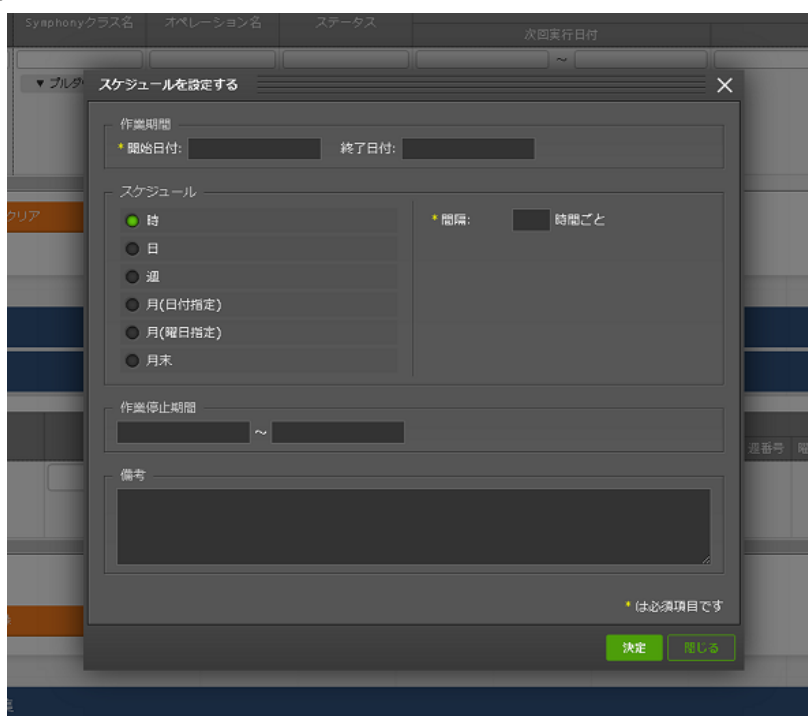 Symphonyクラス名 オペレーション名 ステータス
次回実行日付
～
▼ プルダ
スケジュールを設定する
作業期間
* 開始日付: 終了日付:
クリア
スケジュール
時
* 間隔: 時間ごと
日
週
月(日付指定)
月(曜日指定)
月末
作業停止期間
～
週番号
備考
* は必須項目です
決定 閉じる